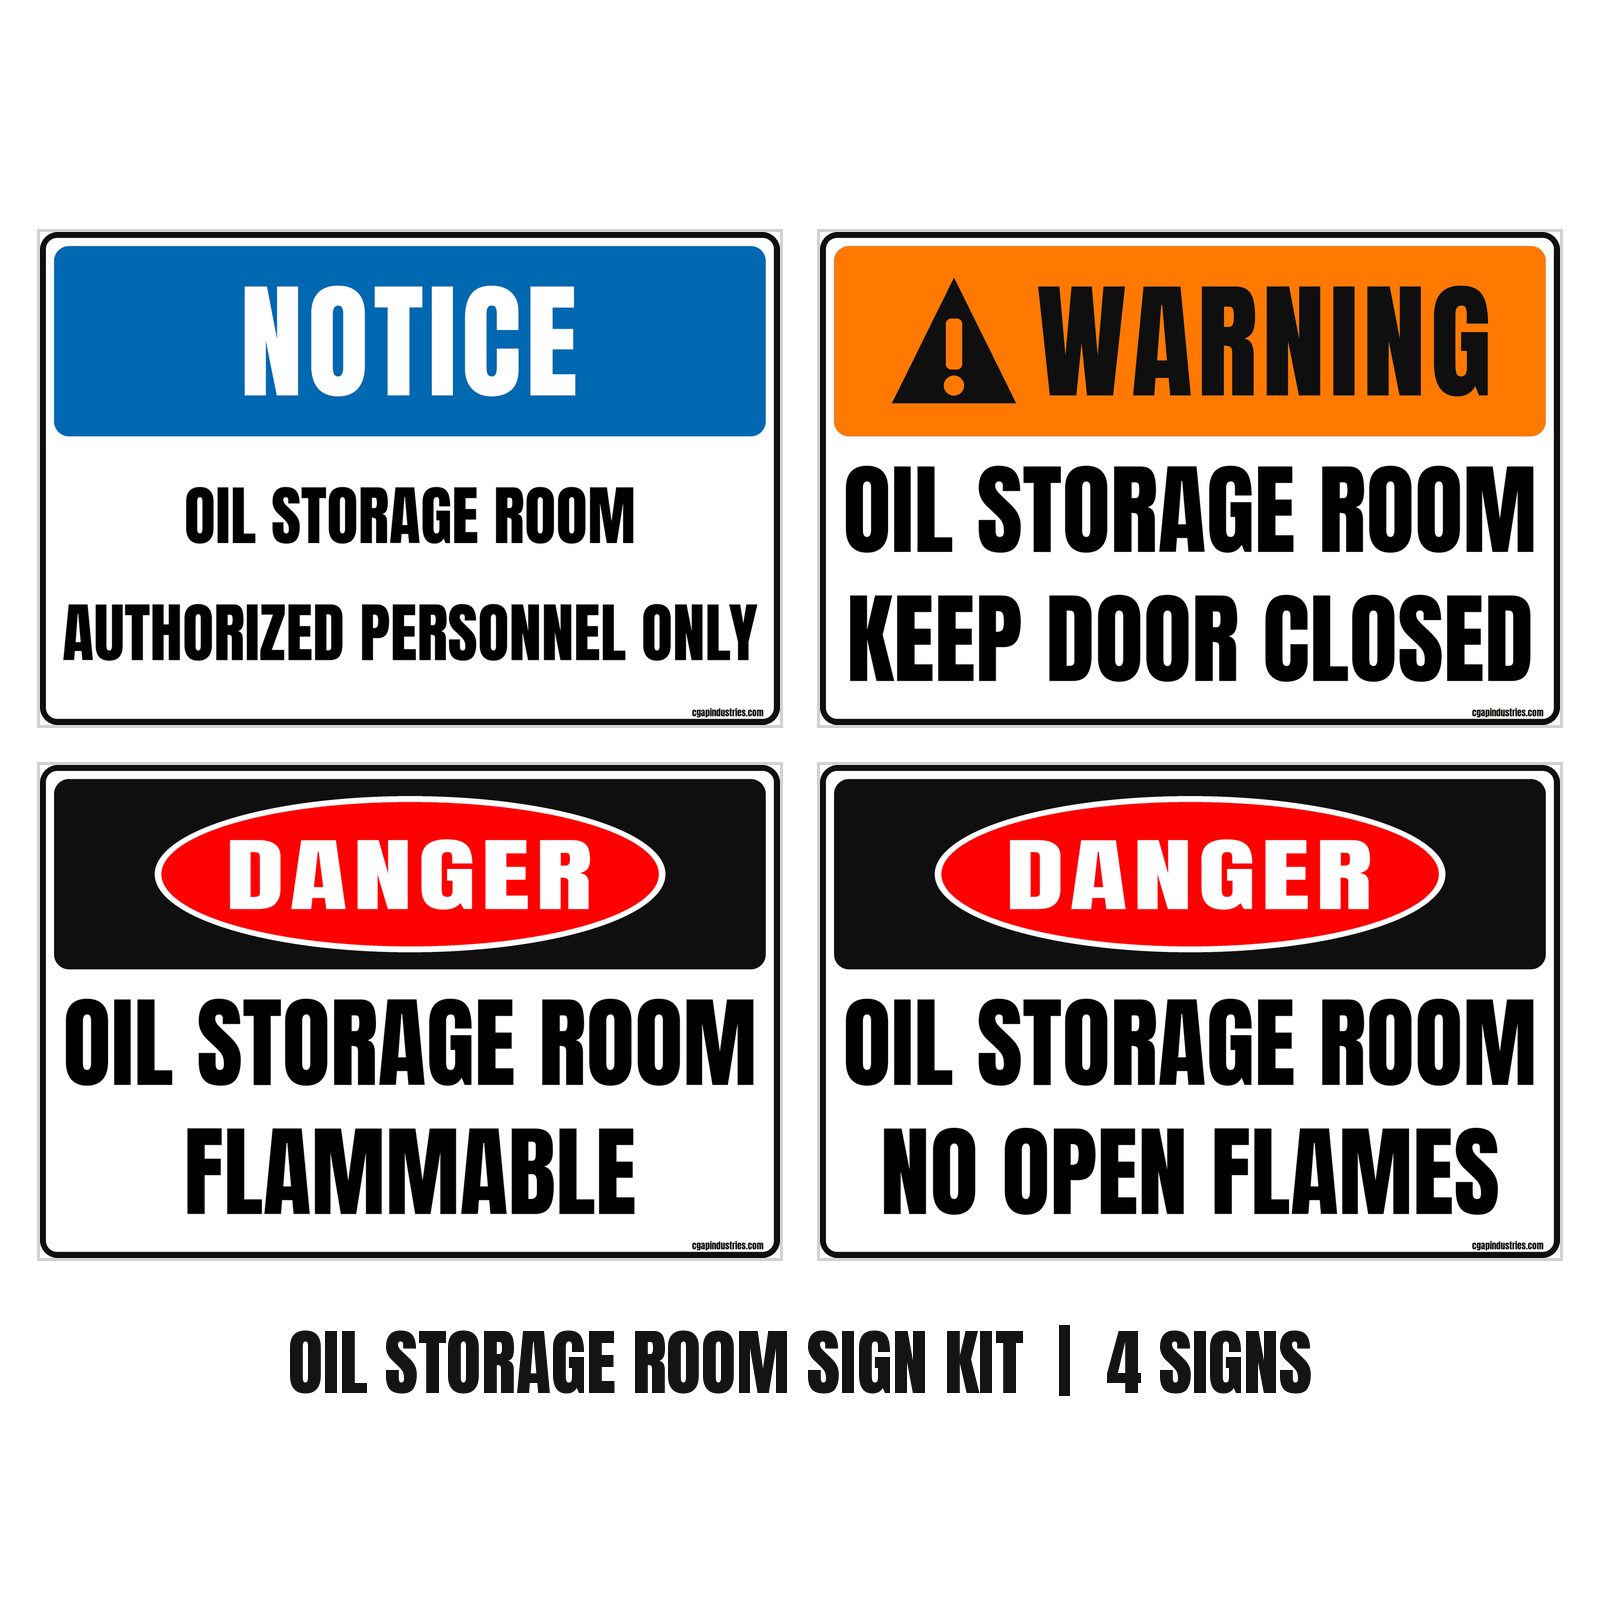 NOTICE
OIL STORAGE ROOM
AUTHORIZED PERSONNEL ONLY
cgapindustries.com
WARNING
OIL STORAGE ROOM
KEEP DOOR CLOSED
cgapindustries.com
DANGER
OIL STORAGE ROOM
FLAMMABLE
cgapindustries.com
DANGER
OIL STORAGE ROOM
NO OPEN FLAMES
cgapindustries.com
OIL STORAGE ROOM SIGN KIT | 4 SIGNS